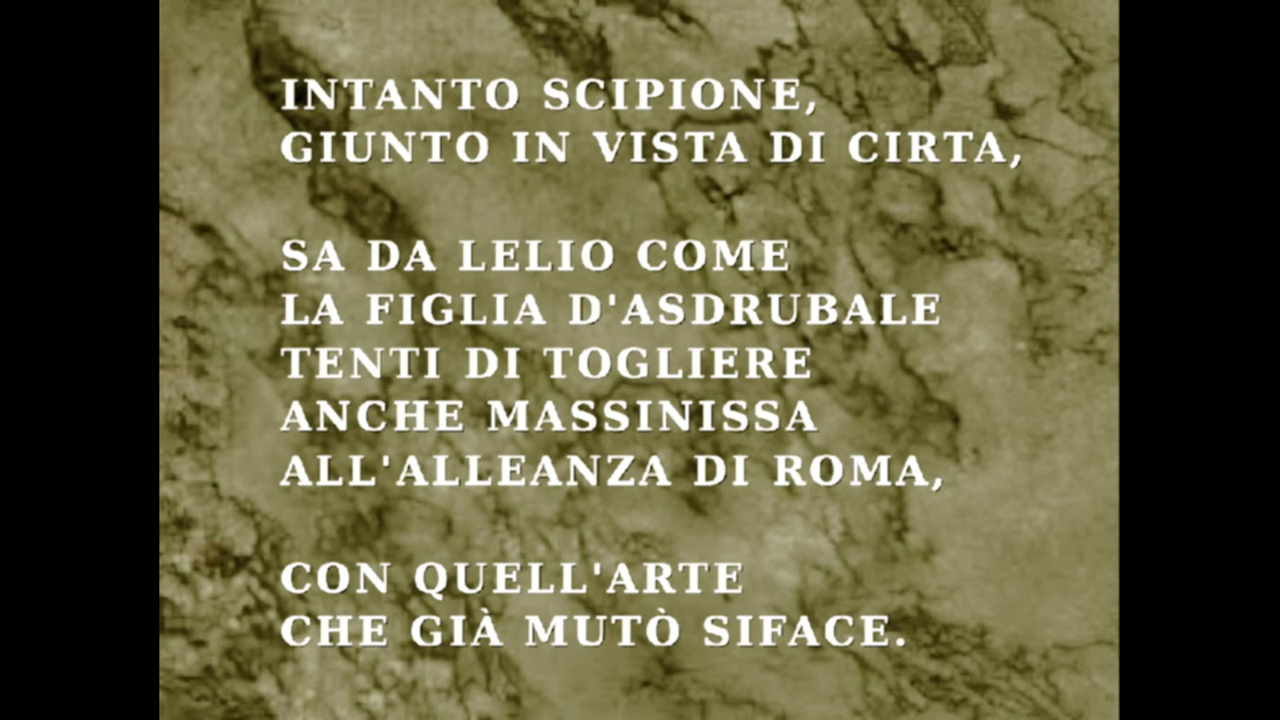 INTANTO SCIPIONE,
GIUNTO IN VISTA DI CIRTA,
SA DA LELIO COME
LA FIGLIA D'ASDRUBALE
TENTI DI TOGLIERE
ANCHE MASSINISSA
ALL'ALLEANZA DI ROMA,
CON QUELL'ARTE
CHE GIÀ MUTÒ SIFACE.